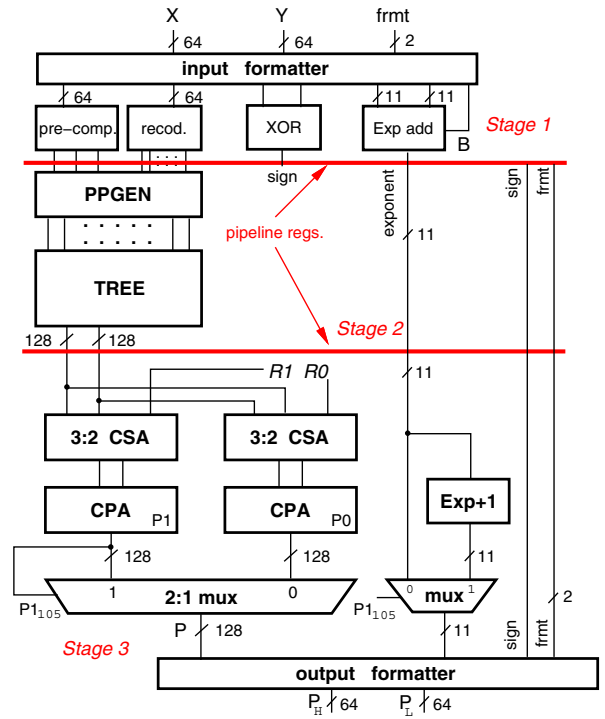 X Y frmt
64 64 2
input formatter
64 64 11 11
pre-comp. recod. XOR Exp add
B Stage 1
sign
PPGEN
exponent
sign
frmt
pipeline regs.
11
TREE
128 128
Stage 2
R1 R0
11
3:2 CSA 3:2 CSA
CPA P1 CPA P0 Exp+1
128 128 11
1 0 0 1
2:1 mux mux
P1105 P1105
2
P 128 11
sign
frmt
Stage 3
output formatter
PH 64 PL 64